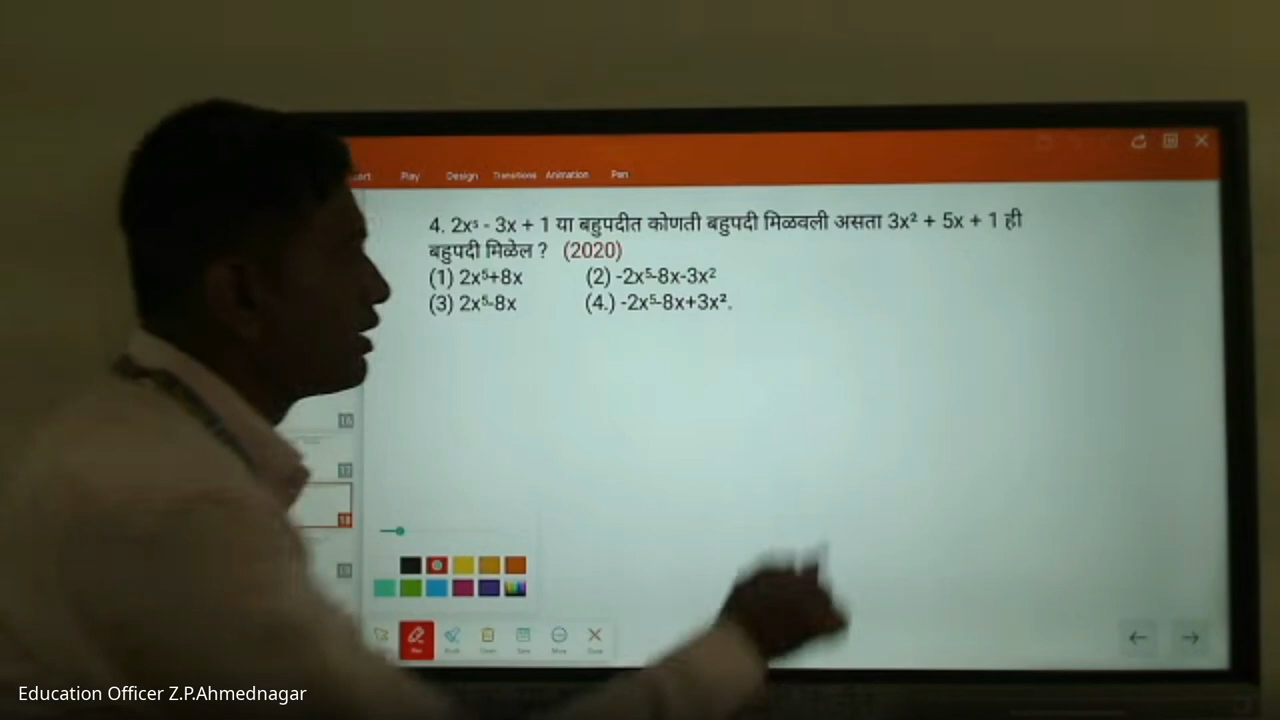 Play Design Transitions Animation Pen
4. 2x⁵ - 3x + 1 या बहुपदीत कोणती बहुपदी मिळवली असता 3x² + 5x + 1 ही
बहुपदी मिळेल ? (2020)
(1) 2x⁵+8x (2) -2x⁵-8x-3x²
(3) 2x⁵-8x (4.) -2x⁵-8x+3x².
Education Officer Z.P.Ahmednagar